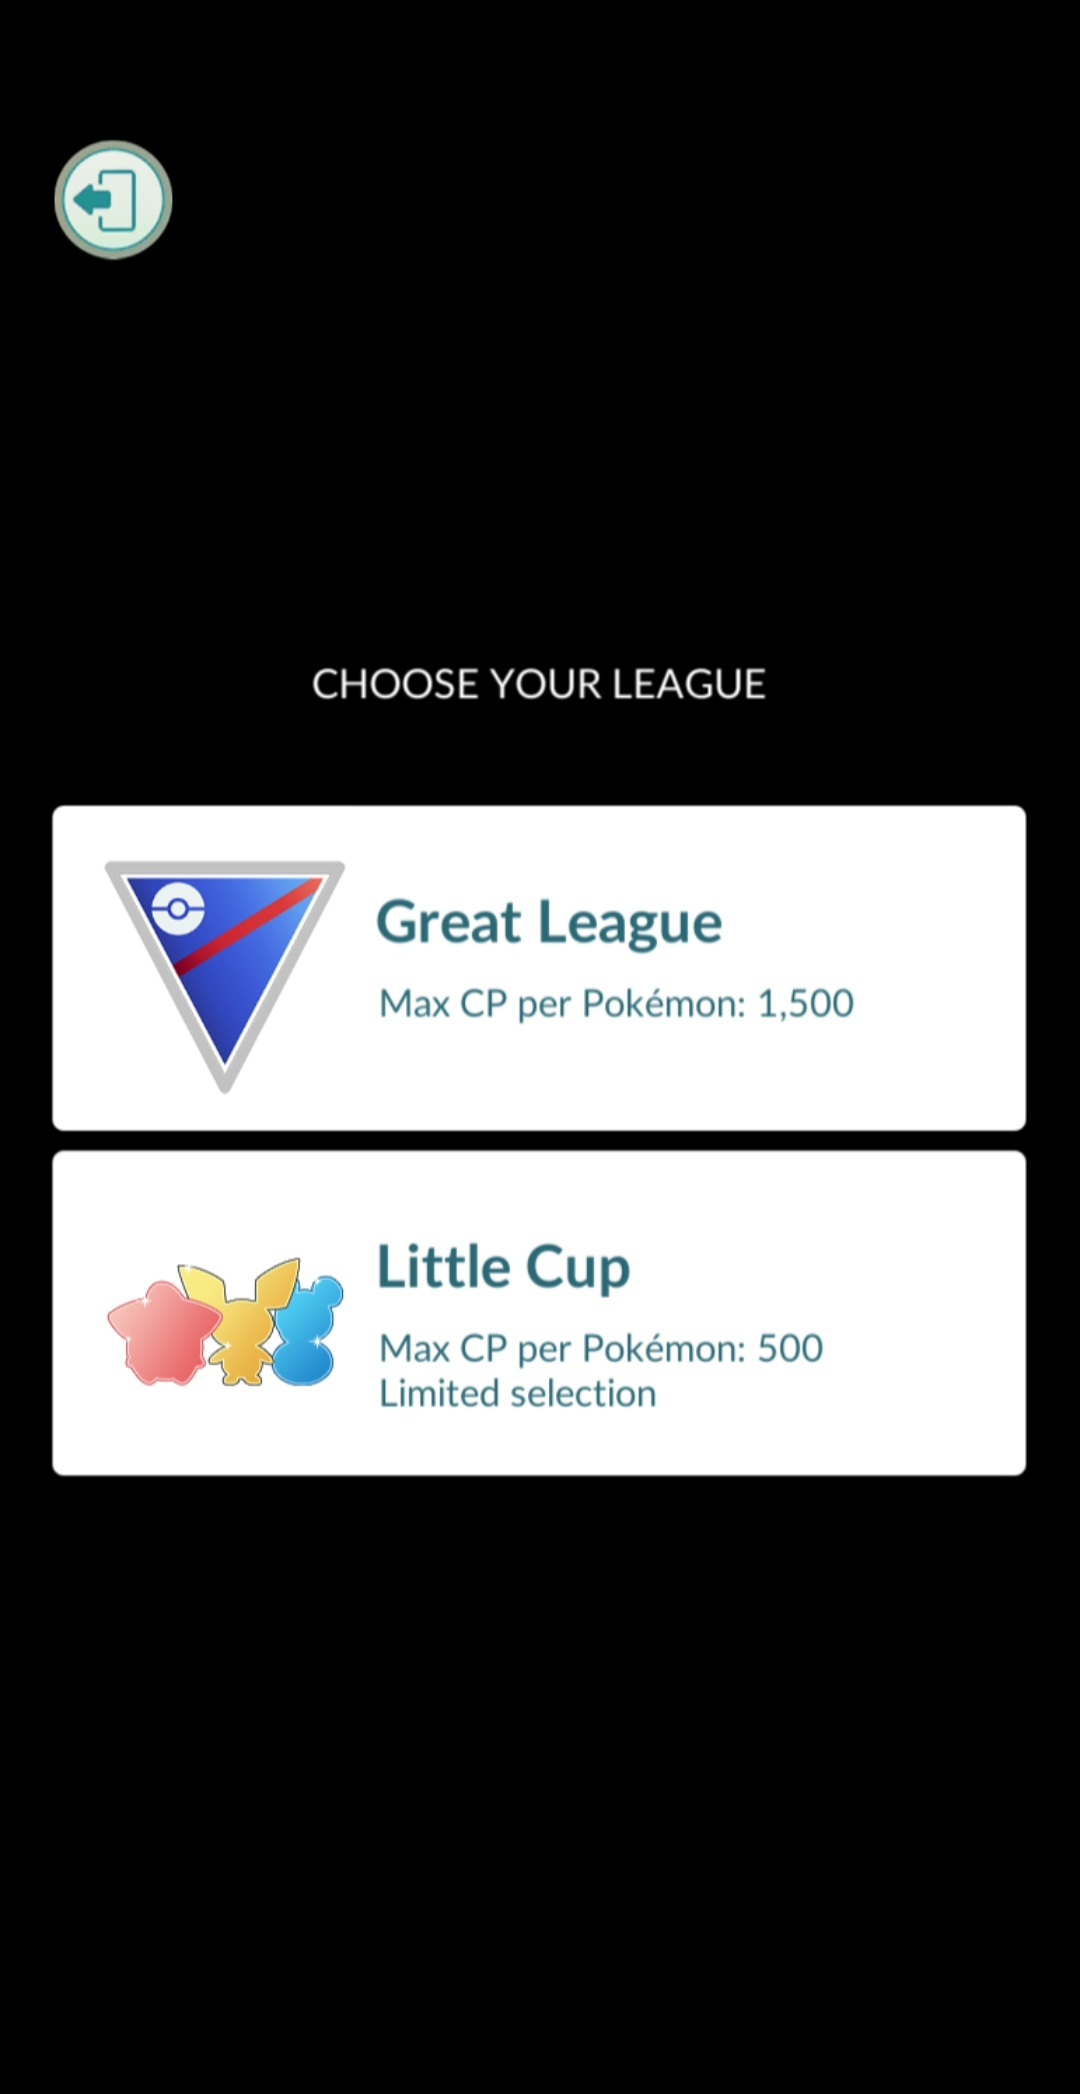 CHOOSE YOUR LEAGUE
Great League
Max CP per Pokémon: 1,500
Little Cup
Max CP per Pokémon: 500
Limited selection